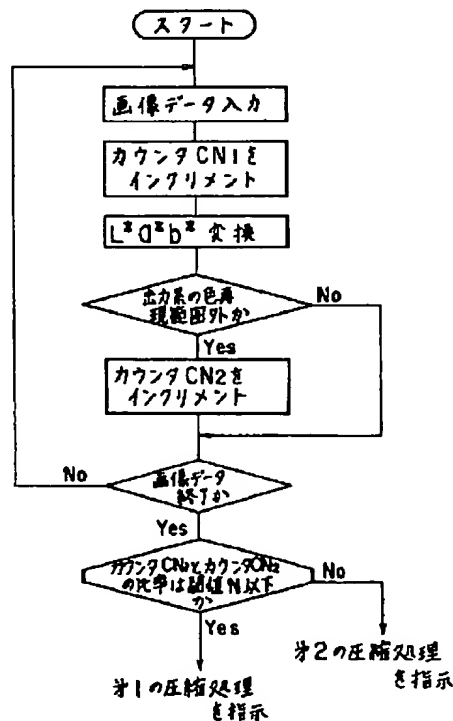 スタート
画像データ入力
カウンタCN1を
インクリメント
L*a*b* 変換
出力系の色再
現範囲外か
No
Yes
カウンタCN2を
インクリメント
画像データ
終了か
No
Yes
カウンタCN1とカウンタCN2
の比率は閾値N以下
か
No
Yes
第2の圧縮処理
を指示
第1の圧縮処理
を指示